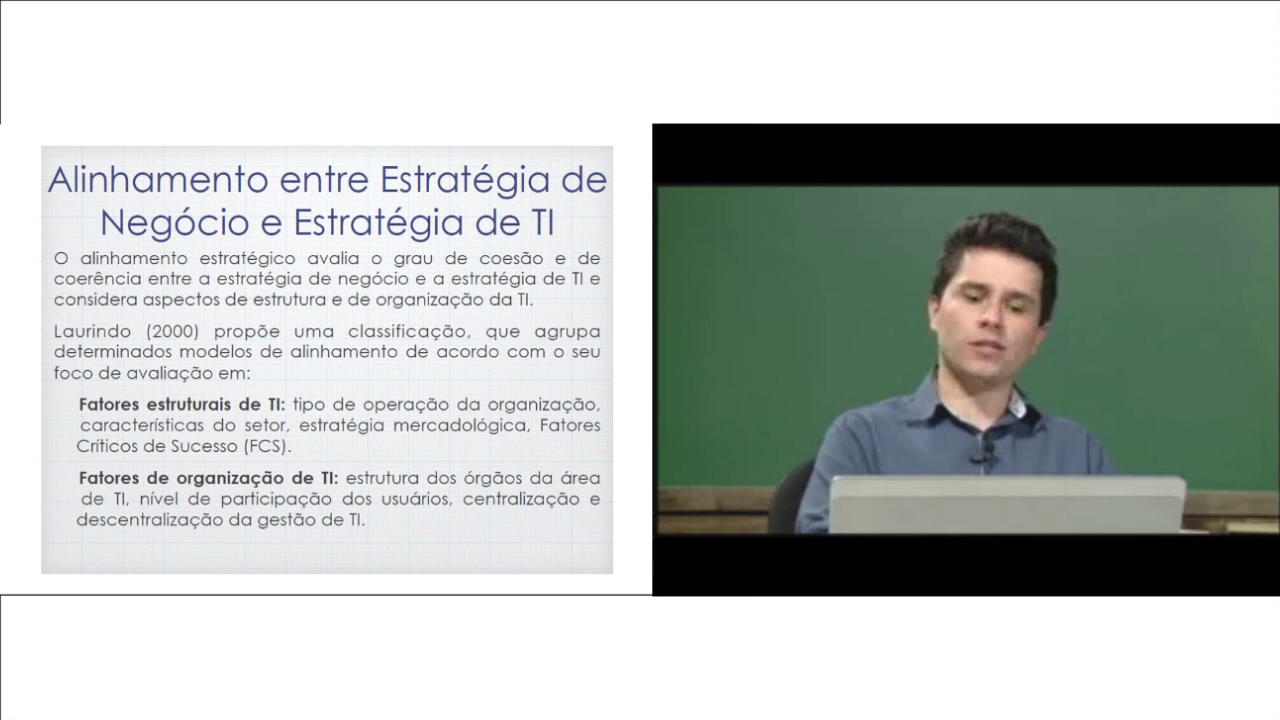 Alinhamento entre Estratégia de
Negócio e Estratégia de TI
O alinhamento estratégico avalia o grau de coesão e de
coerência entre a estratégia de negócio e a estratégia de TI e
considera aspectos de estrutura e de organização da TI.
Laurindo (2000) propõe uma classificação, que agrupa
determinados modelos de alinhamento de acordo com o seu
foco de avaliação em:
Fatores estruturais de TI: tipo de operação da organização,
características do setor, estratégia mercadológica, Fatores
Críticos de Sucesso (FCS).
Fatores de organização de TI: estrutura dos órgãos da área
de TI, nível de participação dos usuários, centralização e
descentralização da gestão de TI.